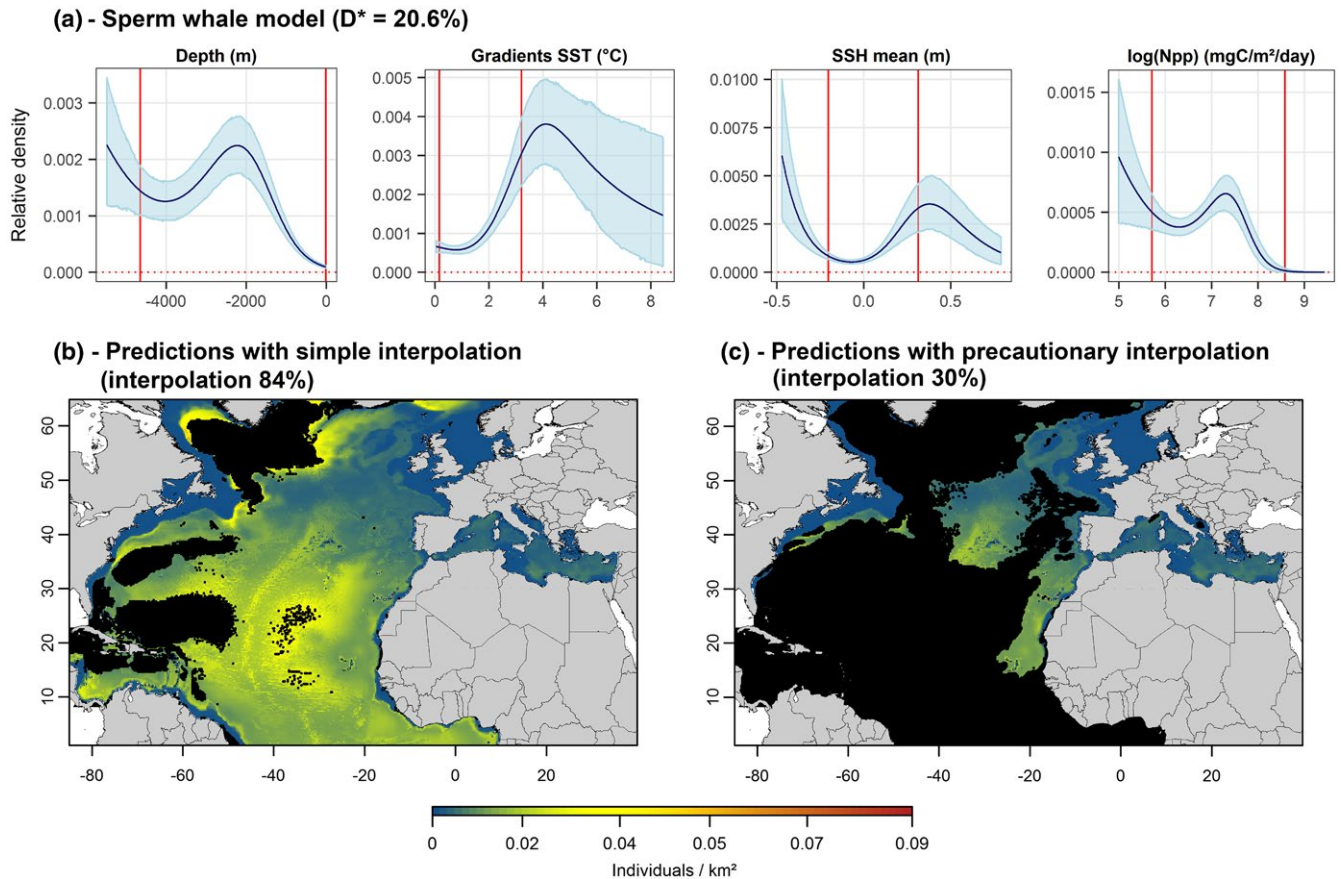 (a) - Sperm whale model (D* = 20.6%)
Depth (m)
Gradients SST (°C)
SSH mean (m)
log(Npp) (mgC/m²/day)
Relative density
0.003
0.002
0.001
0.000
-4000 -2000 0
0.005
0.004
0.003
0.002
0.001
0.000
0 2 4 6 8
0.0100
0.0075
0.0050
0.0025
0.0000
-0.5 0.0 0.5
0.0015
0.0010
0.0005
0.0000
5 6 7 8 9
(b) - Predictions with simple interpolation
(interpolation 84%)
60
50
40
30
20
10
-80 -60 -40 -20 0 20
(c) - Predictions with precautionary interpolation
(interpolation 30%)
60
50
40
30
20
10
-80 -60 -40 -20 0 20
0 0.02 0.04 0.05 0.07 0.09
Individuals / km²